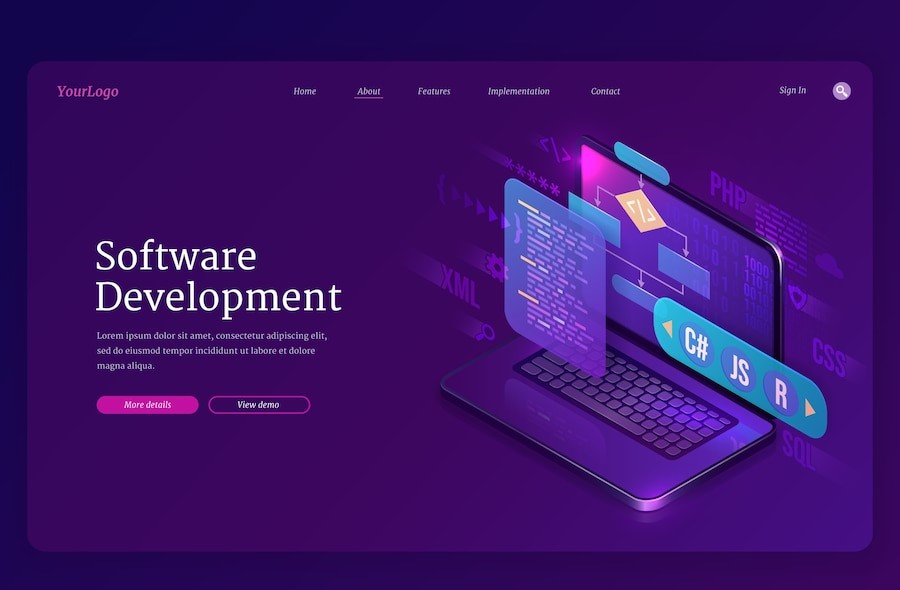 YourLogo
Home
About
Features
Implementation
Contact
Sign In
Software
Development
Lorem ipsum dolor sit amet, consectetur adipiscing elit,
sed do eiusmod tempor incididunt ut labore et dolore
magna aliqua.
More details
View demo
</>
*****
PHP
</>
XML
C#
JS
R
CSS
SQL